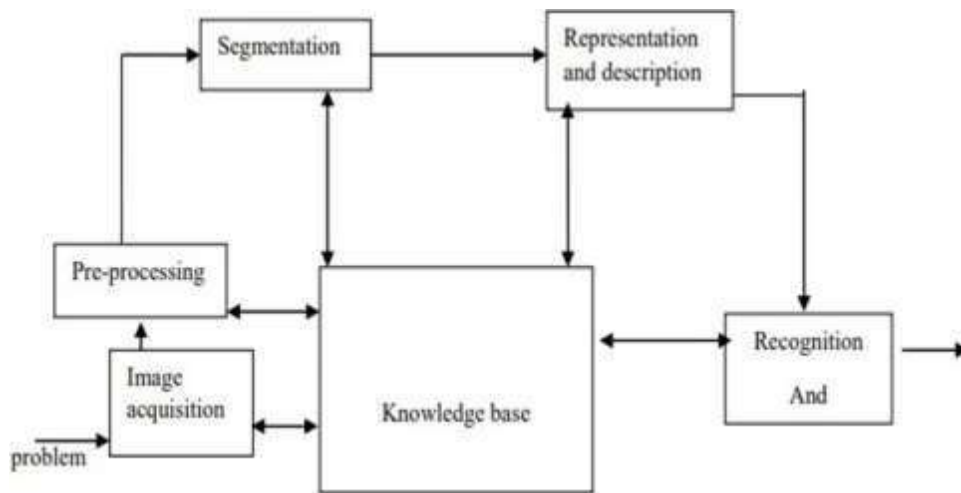 Segmentation
Representation
and description
Pre-processing
Image
acquisition
problem
Knowledge base
Recognition
And